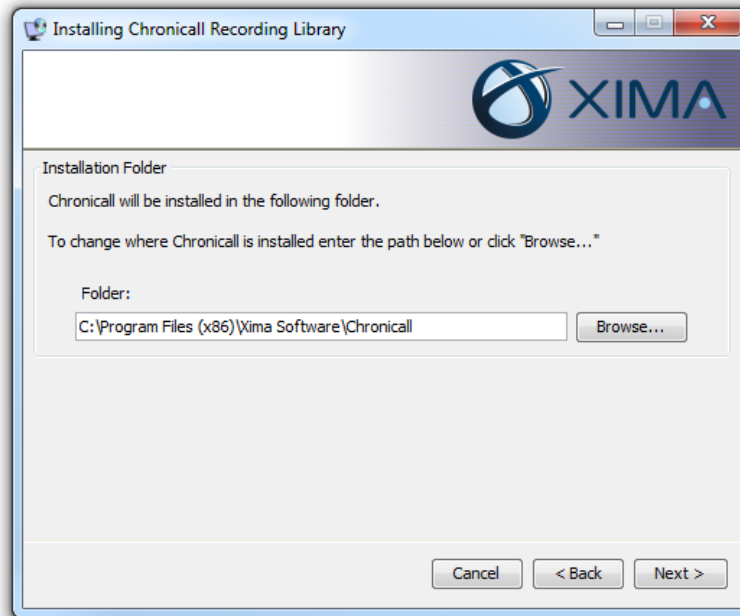 Installing Chronicall Recording Library
XIMA
Installation Folder
Chronicall will be installed in the following folder.
To change where Chronicall is installed enter the path below or click "Browse..."
Folder:
C:\Program Files (x86)\Xima Software\Chronicall
Browse...
Cancel
< Back
Next >